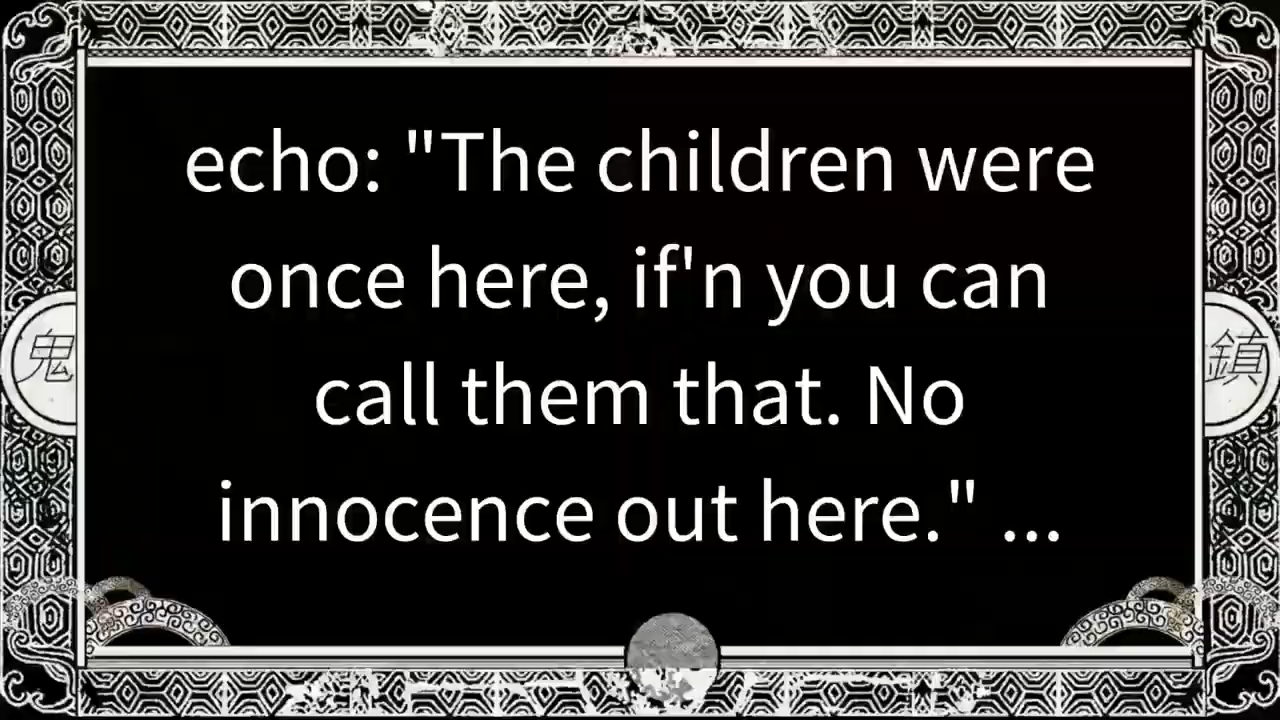 echo: "The children were
once here, if'n you can
call them that. No
innocence out here." ...
鬼
鎮